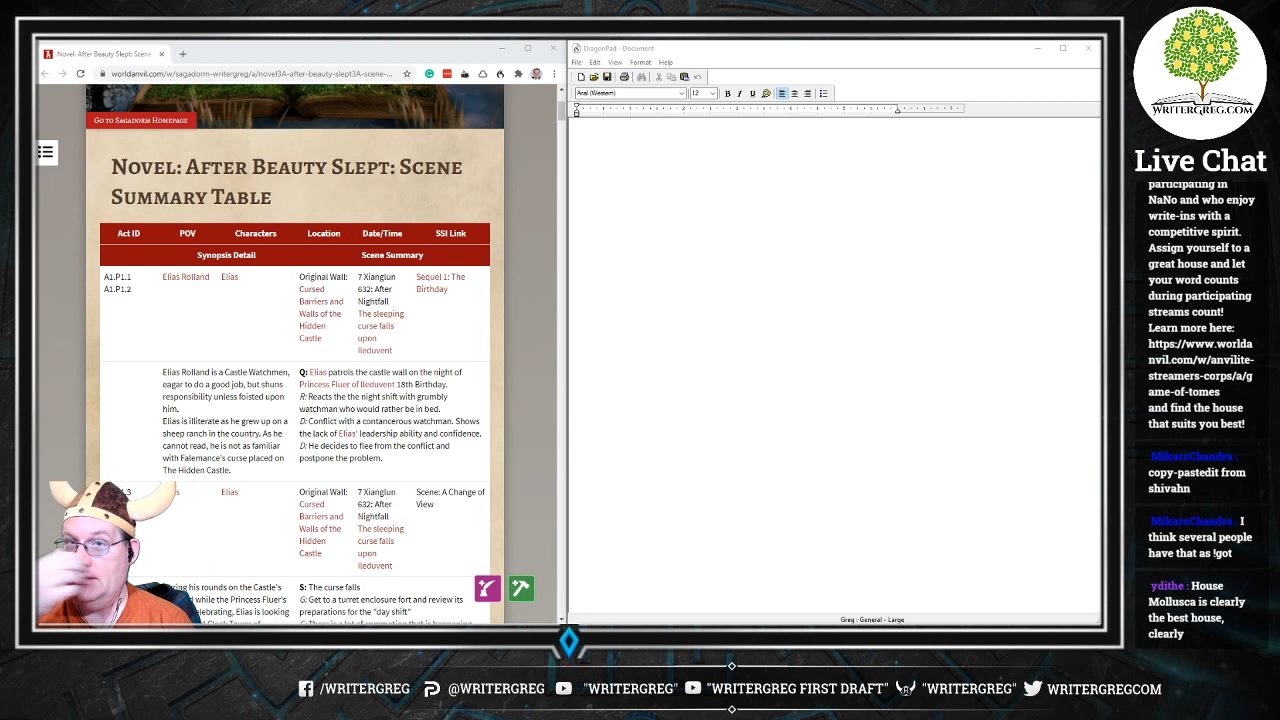 Novel: After Beauty Slept: Scene
worldanvil.com/w/sagadorm-writergreg/a/novel3A-after-beauty-slept3A-scene-...
Go to Sagadorm Homepage
Novel: After Beauty Slept: Scene
Summary Table
Act ID POV Characters Location Date/Time SSI Link
Synopsis Detail Scene Summary
A1.P1.1 Elias Rolland Elias Original Wall: 7 Xianglun Sequel 1: The
A1.P1.2 Cursed 632: After Birthday
Barriers and Nightfall
Walls of the The sleeping
Hidden curse falls
Castle upon
Ileduvent
Elias Rolland is a Castle Watchmen, Q: Elias patrols the castle wall on the night of
eagar to do a good job, but shuns Princess Fluer of Ileduvent 18th Birthday.
responsibility unless foisted upon R: Reacts the the night shift with grumbly
him. watchman who would rather be in bed.
Elias is illiterate as he grew up on a D: Conflict with a contancerous watchman. Shows
sheep ranch in the country. As he the lack of Elias' leadership ability and confidence.
cannot read, he is not as familiar D: He decides to flee from the conflict and
with Falemance's curse placed on postpone the problem.
The Hidden Castle.
Elias Original Wall: 7 Xianglun Scene: A Change of
Cursed 632: After View
Barriers and Nightfall
Walls of the The sleeping
Hidden curse falls
Castle upon
Ileduvent
his rounds on the Castle's S: The curse falls
while the Princess Fluer's G: Get to a turret enclosure fort and review its
Elias is looking preparations for the "day shift"
DragonPad - Document
File Edit View Format Help
Arial (Western) 12 B I U
Greg : General - Large
WRITERGREG.COM
Live Chat
participating in
NaNo and who enjoy
write-ins with a
competitive spirit.
Assign yourself to a
great house and let
your word counts
during participating
streams count!
Learn more here:
https://www.worlda
nvil.com/w/anvilite-
streamers-corps/a/g
ame-of-tomes
and find the house
that suits you best!
MikaroChandra :
copy-pastedit from
shivahn
MikaroChandra : I
think several people
have that as !got
ydithe : House
Mollusca is clearly
the best house,
clearly
/WRITERGREG @WRITERGREG "WRITERGREG" "WRITERGREG FIRST DRAFT" "WRITERGREG" WRITERGREGCOM